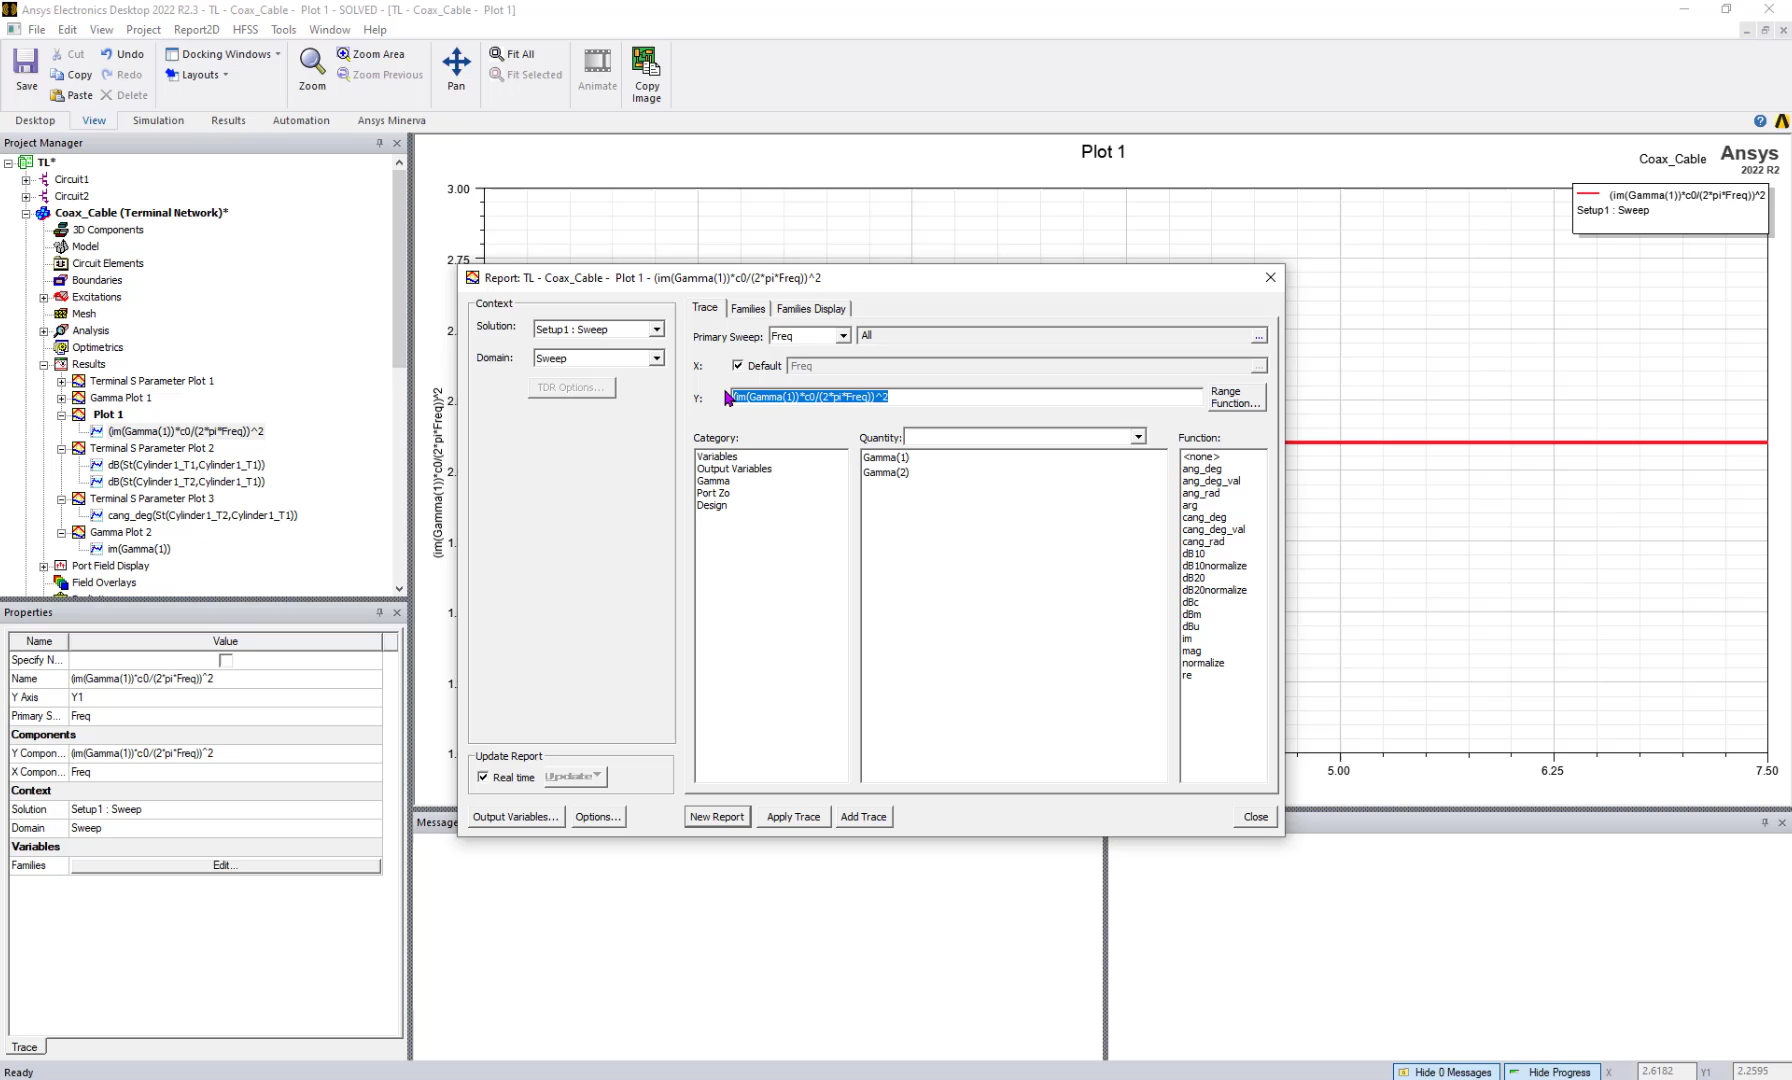 Ansys Electronics Desktop 2022 R2.3 - TL - Coax_Cable - Plot 1 - SOLVED - [TL - Coax_Cable - Plot 1]
File Edit View Project Report2D HFSS Tools Window Help
Save
Cut
Copy
Paste
Undo
Redo
Delete
Docking Windows
Layouts
Zoom
Zoom Area
Zoom Previous
Pan
Fit All
Fit Selected
Animate
Copy
Image
Desktop View Simulation Results Automation Ansys Minerva
Project Manager
TL*
Circuit1
Circuit2
Coax_Cable (Terminal Network)*
3D Components
Model
Circuit Elements
Boundaries
Excitations
Mesh
Analysis
Optimetrics
Results
Terminal S Parameter Plot 1
Gamma Plot 1
Plot 1
(im(Gamma(1))*c0/(2*pi*Freq))^2
Terminal S Parameter Plot 2
dB(St(Cylinder1_T1,Cylinder1_T1))
dB(St(Cylinder1_T2,Cylinder1_T1))
Terminal S Parameter Plot 3
cang_deg(St(Cylinder1_T2,Cylinder1_T1))
Gamma Plot 2
im(Gamma(1))
Port Field Display
Field Overlays
Properties
Name Value
Specify N...
Name (im(Gamma(1))*c0/(2*pi*Freq))^2
Y Axis Y1
Primary S... Freq
Components
Y Compon... (im(Gamma(1))*c0/(2*pi*Freq))^2
X Compon... Freq
Context
Solution Setup1 : Sweep
Domain Sweep
Variables
Families Edit...
Trace
Plot 1
Coax_Cable
Ansys
2022 R2
(im(Gamma(1))*c0/(2*pi*Freq))^2
Setup1 : Sweep
3.00
2.75
2.
2.
2.
1.
1.
1.
1.
(im(Gamma(1))*c0/(2*pi*Freq))^2
5.00
6.25
7.50
Report: TL - Coax_Cable - Plot 1 - (im(Gamma(1))*c0/(2*pi*Freq))^2
Context
Solution: Setup1 : Sweep
Domain: Sweep
TDR Options...
Update Report
Real time Update
Output Variables... Options...
Trace Families Families Display
Primary Sweep: Freq All ...
X: Default Freq ...
Y: (im(Gamma(1))*c0/(2*pi*Freq))^2
Range
Function...
Category:
Variables
Output Variables
Gamma
Port Zo
Design
Quantity:
Gamma(1)
Gamma(2)
Function:
<none>
ang_deg
ang_deg_val
ang_rad
arg
cang_deg
cang_deg_val
cang_rad
dB10
dB10normalize
dB20
dB20normalize
dBc
dBm
dBu
im
mag
normalize
re
New Report Apply Trace Add Trace Close
Message
Ready
Hide 0 Messages Hide Progress X 2.6182 Y1 2.2595